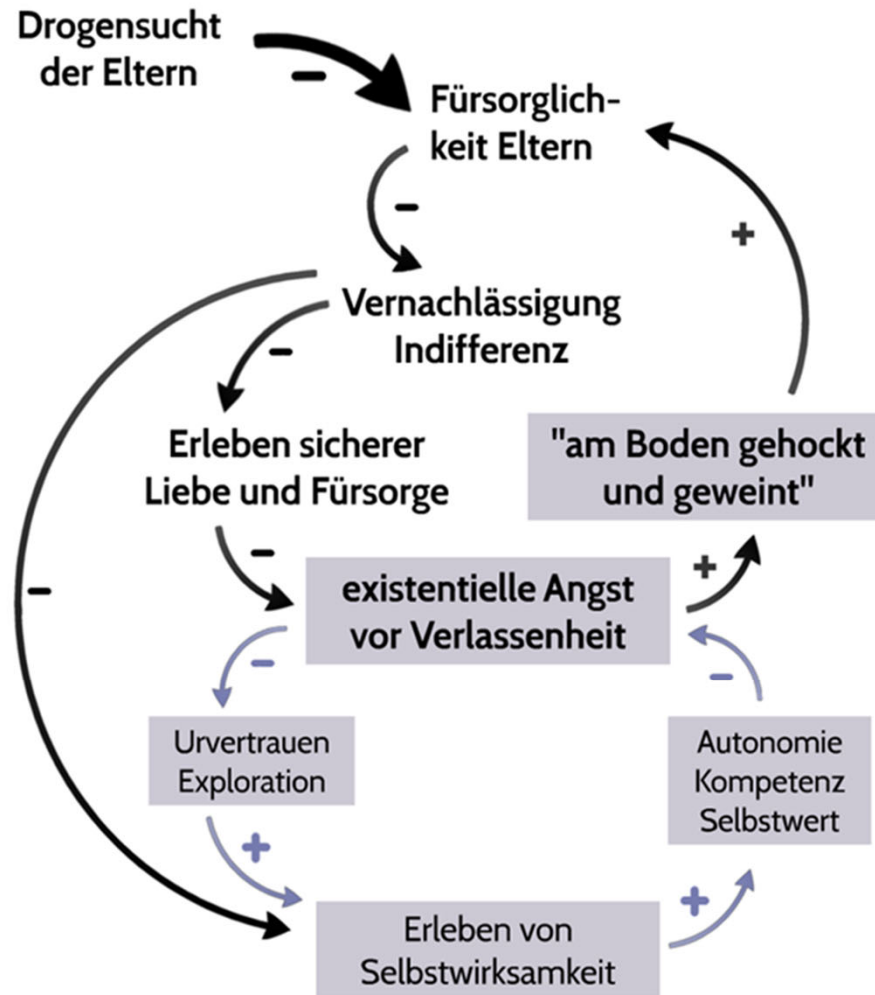 Drogensucht
der Eltern
-
Fürsorglich-
keit Eltern
-
+
Vernachlässigung
Indifferenz
-
Erleben sicherer
Liebe und Fürsorge
"am Boden gehockt
und geweint"
-
-
+
existentielle Angst
vor Verlassenheit
-
-
Urvertrauen
Exploration
Autonomie
Kompetenz
Selbstwert
+
+
Erleben von
Selbstwirksamkeit